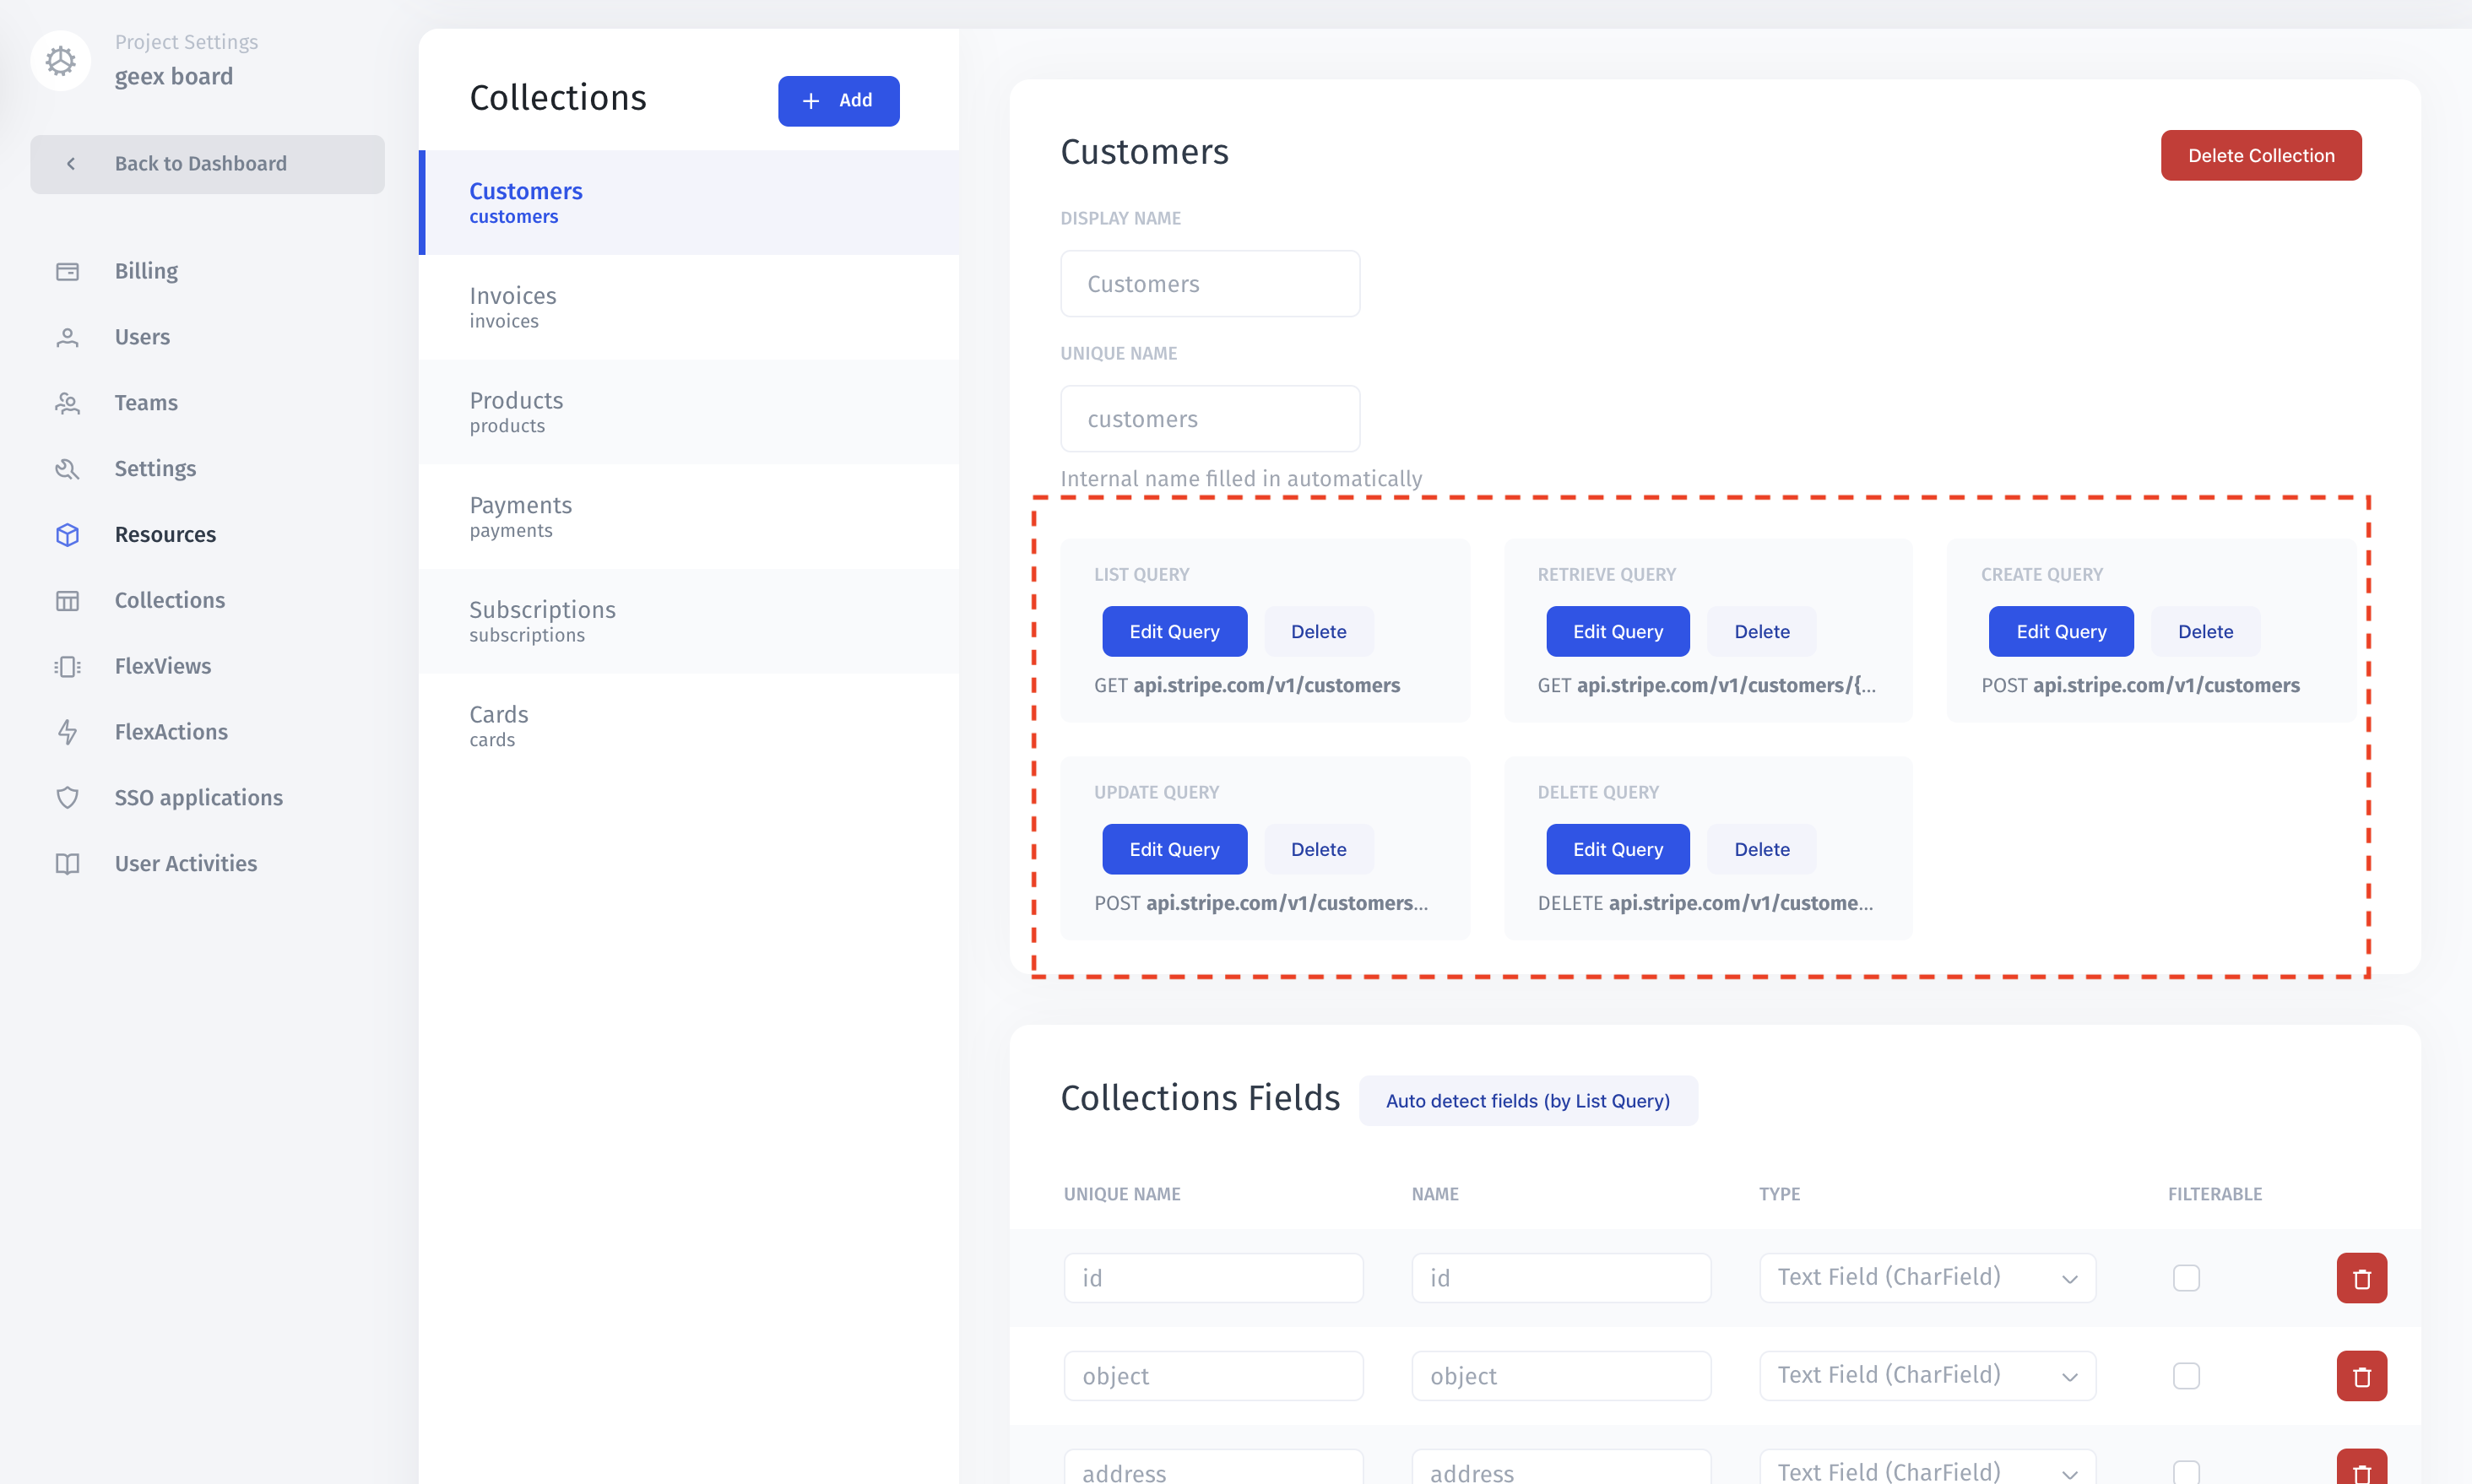 Project Settings
geex board
Back to Dashboard
Billing
Users
Teams
Settings
Resources
Collections
FlexViews
FlexActions
SSO applications
User Activities
Collections
Add
Customers
customers
Invoices
invoices
Products
products
Payments
payments
Subscriptions
subscriptions
Cards
cards
Customers
Delete Collection
DISPLAY NAME
Customers
UNIQUE NAME
customers
Internal name filled in automatically
LIST QUERY
Edit Query Delete
GET api.stripe.com/v1/customers
RETRIEVE QUERY
Edit Query Delete
GET api.stripe.com/v1/customers/{...
CREATE QUERY
Edit Query Delete
POST api.stripe.com/v1/customers
UPDATE QUERY
Edit Query Delete
POST api.stripe.com/v1/customers...
DELETE QUERY
Edit Query Delete
DELETE api.stripe.com/v1/custome...
Collections Fields
Auto detect fields (by List Query)
UNIQUE NAME NAME TYPE FILTERABLE
id id Text Field (CharField)
object object Text Field (CharField)
address address Text Field (CharField)